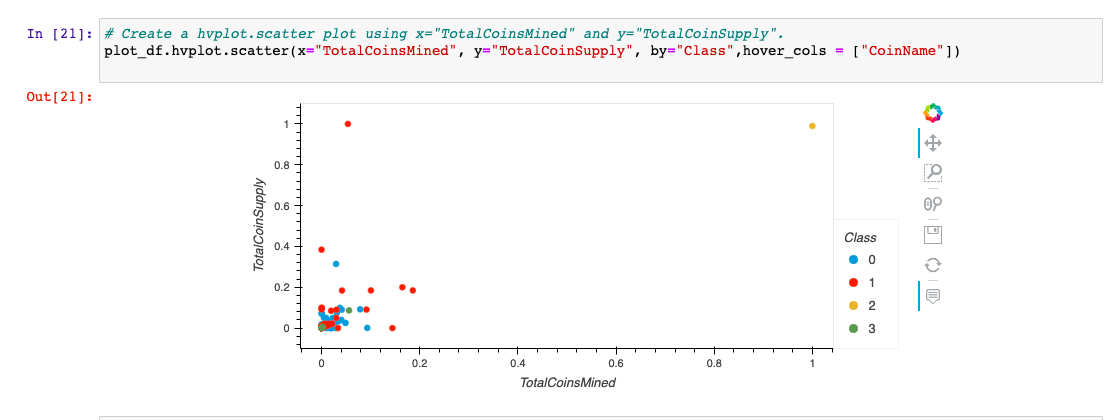 In [21]:
# Create a hvplot.scatter plot using x="TotalCoinsMined" and y="TotalCoinSupply".
plot_df.hvplot.scatter(x="TotalCoinsMined", y="TotalCoinSupply", by="Class",hover_cols = ["CoinName"])
Out[21]:
TotalCoinSupply
1
0.8
0.6
0.4
0.2
0
0 0.2 0.4 0.6 0.8 1
TotalCoinsMined
Class
0
1
2
3